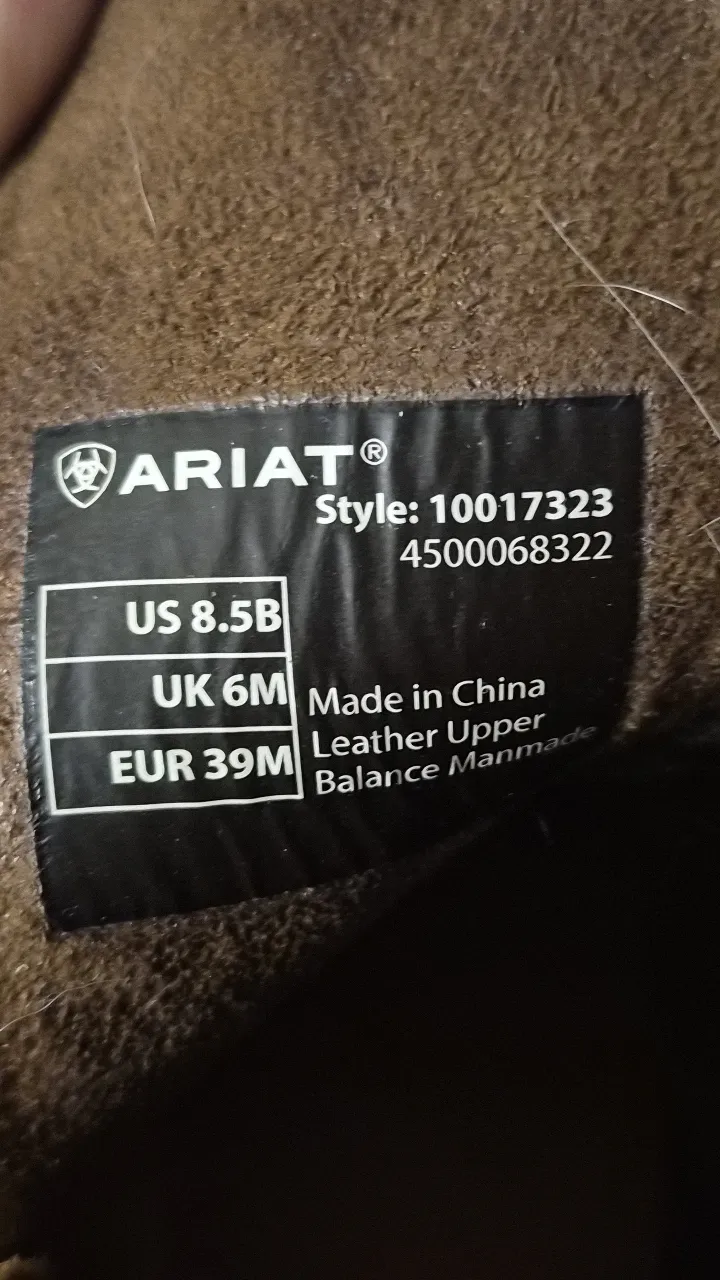 ARIAT®
Style: 10017323
4500068322
US 8.5B
UK 6M
EUR 39M
Made in China
Leather Upper
Balance Manmade